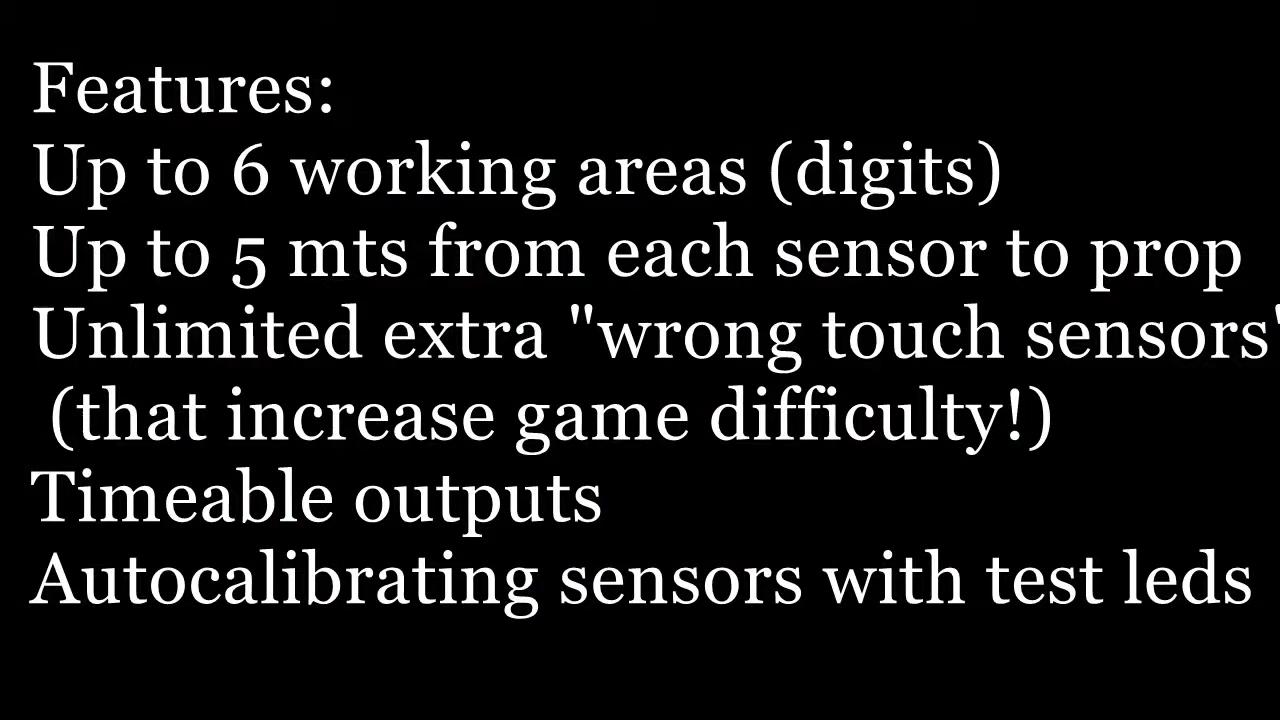 Features:
Up to 6 working areas (digits)
Up to 5 mts from each sensor to prop
Unlimited extra "wrong touch sensors"
(that increase game difficulty!)
Timeable outputs
Autocalibrating sensors with test leds